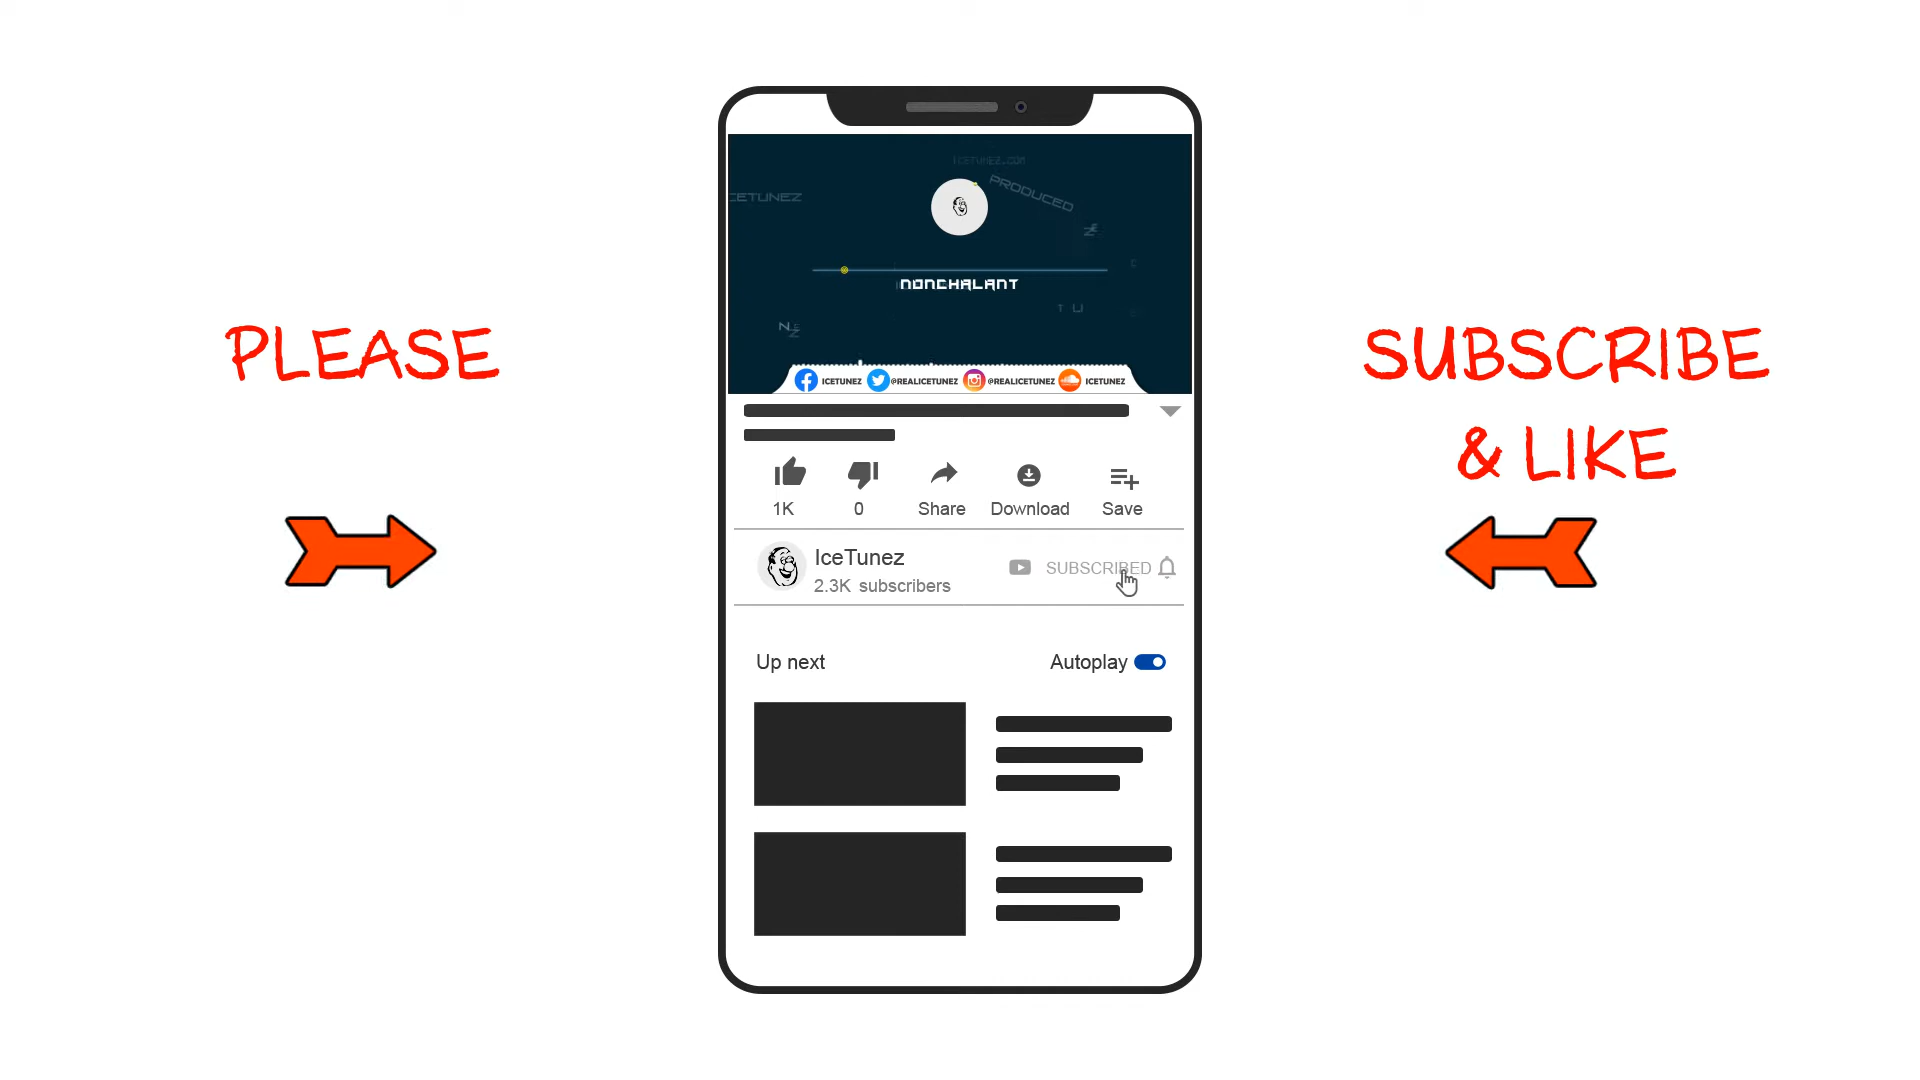 ICETUNEZ.COM
PRODUCED
ICETUNEZ
NONCHALANT
T U
ICETUNEZ @REALICETUNEZ @REALICETUNEZ ICETUNEZ
PLEASE
SUBSCRIBE
& LIKE
1K 0 Share Download Save
IceTunez
2.3K subscribers
SUBSCRIBED
Up next
Autoplay